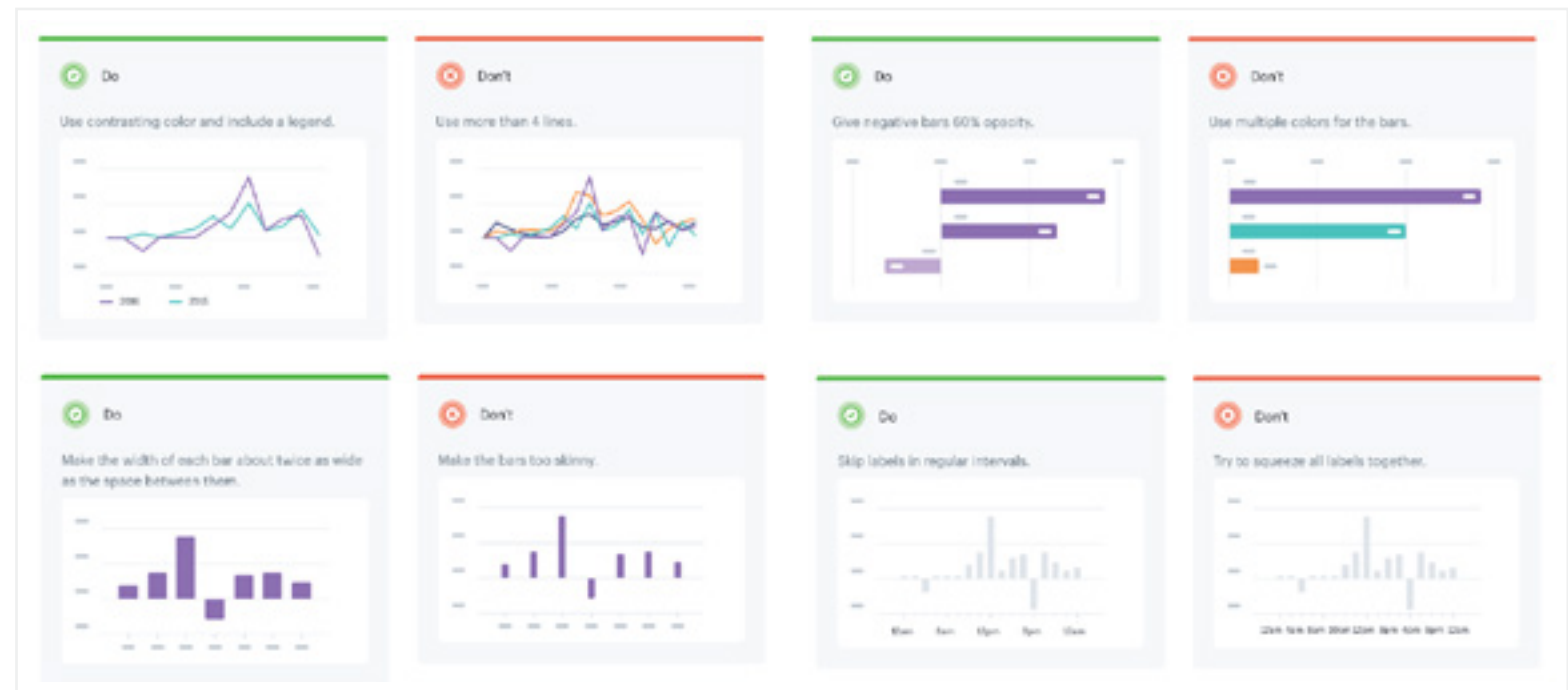 Do
Use contrasting color and include a legend.
Don't
Use more than 4 lines.
Do
Give negative bars 60% opacity.
Don't
Use multiple colors for the bars.
Do
Make the width of each bar about twice as wide
as the space between them.
Don't
Make the bars too skinny.
Do
Skip labels in regular intervals.
Don't
Try to squeeze all labels together.